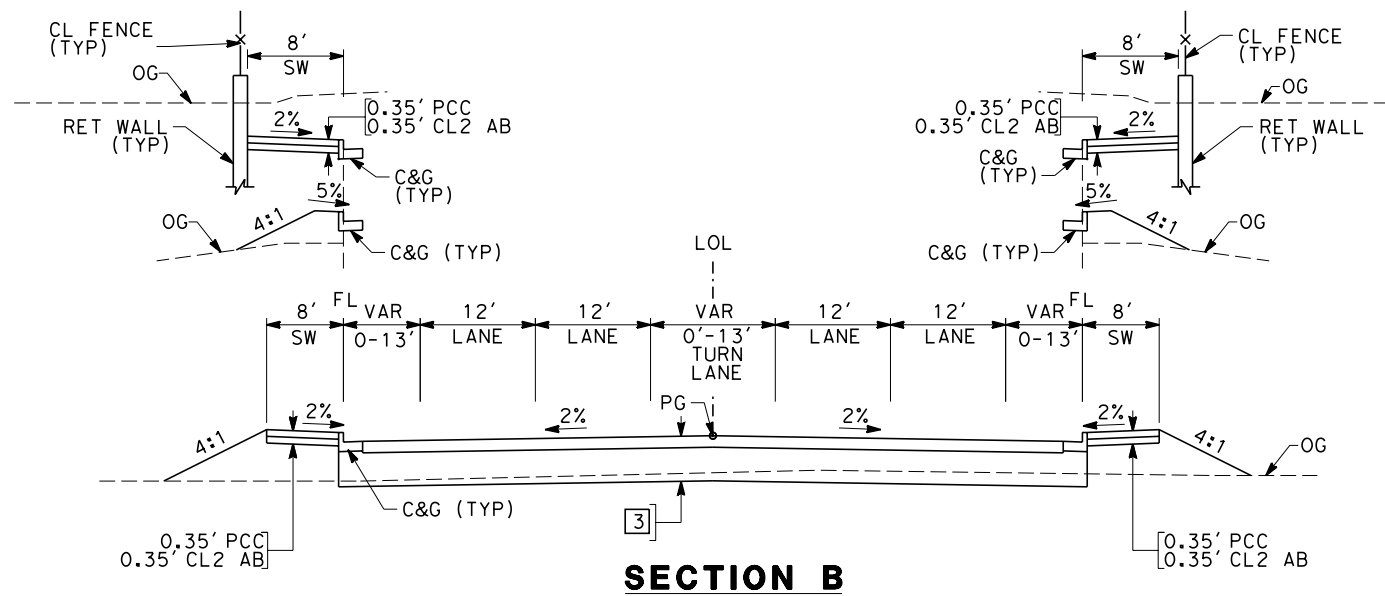 CL FENCE
(TYP)
8'
SW
8'
SW
CL FENCE
(TYP)
OG
OG
0.35' PCC
0.35' CL2 AB
0.35' PCC
0.35' CL2 AB
RET WALL
(TYP)
2%
2%
RET WALL
(TYP)
C&G
(TYP)
C&G
(TYP)
5%
5%
OG
4:1
4:1
OG
C&G (TYP)
C&G (TYP)
LOL
FL
FL
8'
SW
VAR
0-13'
12'
LANE
12'
LANE
VAR
0'-13'
TURN
LANE
12'
LANE
12'
LANE
VAR
0-13'
8'
SW
PG
2%
2%
2%
2%
4:1
4:1
OG
C&G (TYP)
3
0.35' PCC
0.35' CL2 AB
0.35' PCC
0.35' CL2 AB
SECTION B